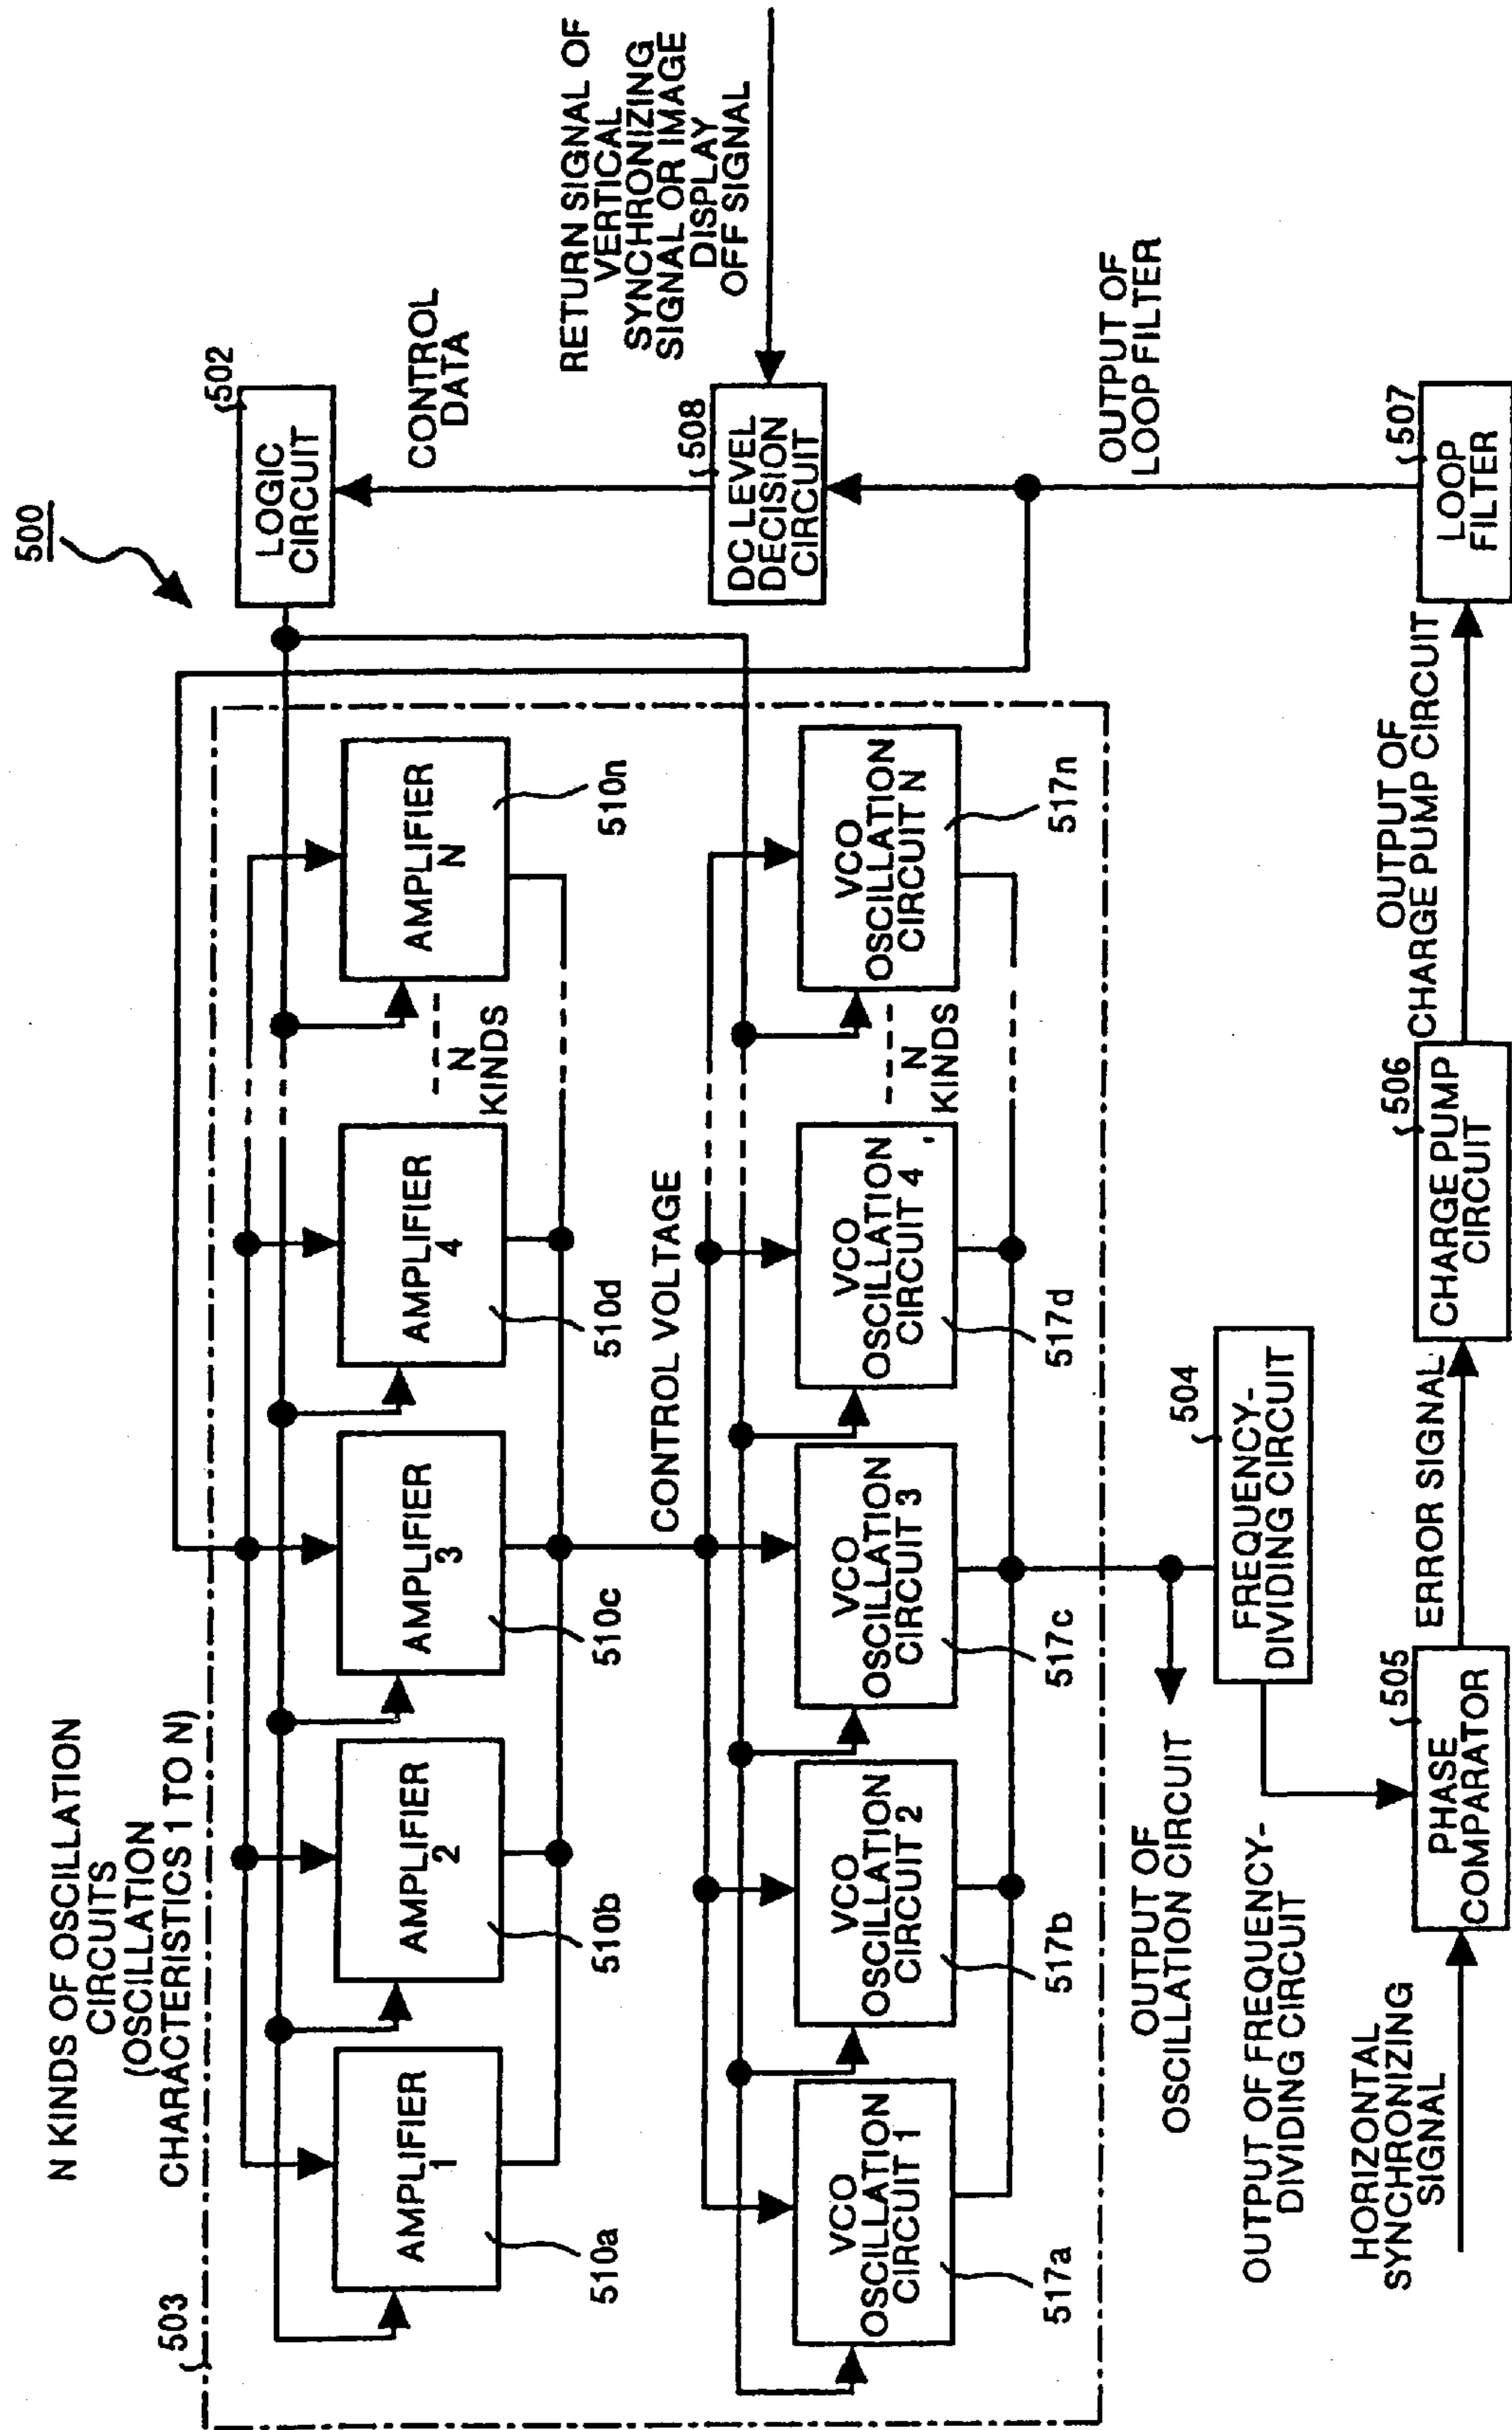 500
N KINDS OF OSCILLATION
CIRCUITS
(OSCILLATION
CHARACTERISTICS 1 TO N)
503
AMPLIFIER
1
510a
AMPLIFIER
2
510b
AMPLIFIER
3
510c
AMPLIFIER
4
510d
N
KINDS
AMPLIFIER
N
510n
LOGIC
CIRCUIT
502
CONTROL
DATA
CONTROL VOLTAGE
VCO
OSCILLATION
CIRCUIT 1
517a
VCO
OSCILLATION
CIRCUIT 2
517b
VCO
OSCILLATION
CIRCUIT 3
517c
VCO
OSCILLATION
CIRCUIT 4
517d
N
KINDS
VCO
OSCILLATION
CIRCUIT N
517n
DC LEVEL
DECISION
CIRCUIT
508
RETURN SIGNAL OF
VERTICAL
SYNCHRONIZING
SIGNAL OR IMAGE
DISPLAY
OFF SIGNAL
OUTPUT OF
LOOP FILTER
OUTPUT OF
OSCILLATION CIRCUIT
504
FREQUENCY-
DIVIDING CIRCUIT
OUTPUT OF FREQUENCY-
DIVIDING CIRCUIT
HORIZONTAL
SYNCHRONIZING
SIGNAL
505
PHASE
COMPARATOR
ERROR SIGNAL
506
CHARGE PUMP
CIRCUIT
OUTPUT OF
CHARGE PUMP CIRCUIT
507
LOOP
FILTER